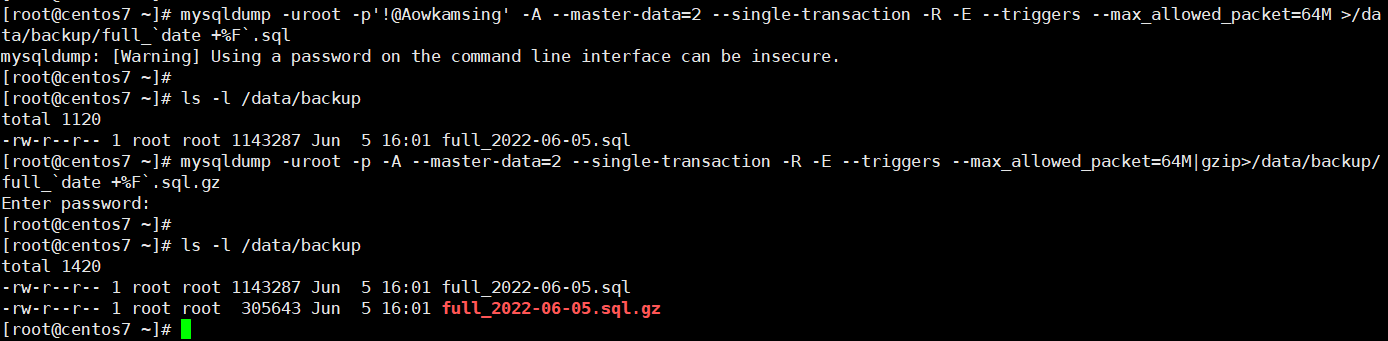 [root@centos7 ~]# mysqldump -uroot -p'!@Aowkamsing' -A --master-data=2 --single-transaction -R -E --triggers --max_allowed_packet=64M >/da
ta/backup/full_`date +%F`.sql
mysqldump: [Warning] Using a password on the command line interface can be insecure.
[root@centos7 ~]#
[root@centos7 ~]# ls -l /data/backup
total 1120
-rw-r--r-- 1 root root 1143287 Jun  5 16:01 full_2022-06-05.sql
[root@centos7 ~]# mysqldump -uroot -p -A --master-data=2 --single-transaction -R -E --triggers --max_allowed_packet=64M|gzip>/data/backup/
full_`date +%F`.sql.gz
Enter password:
[root@centos7 ~]#
[root@centos7 ~]# ls -l /data/backup
total 1420
-rw-r--r-- 1 root root 1143287 Jun  5 16:01 full_2022-06-05.sql
-rw-r--r-- 1 root root  305643 Jun  5 16:01 full_2022-06-05.sql.gz
[root@centos7 ~]#